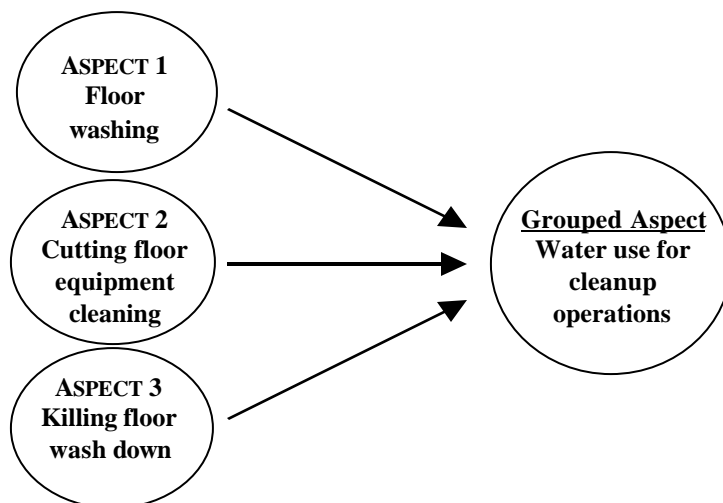 ASPECT 1
Floor
washing
ASPECT 2
Cutting floor
equipment
cleaning
ASPECT 3
Killing floor
wash down
Grouped Aspect
Water use for
cleanup
operations